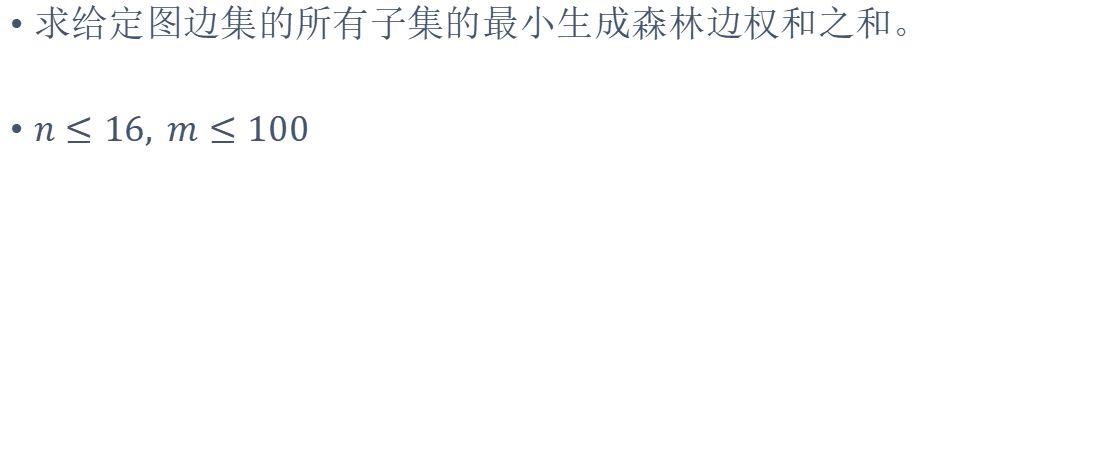 • 求给定图边集的所有子集的最小生成森林边权和之和。
• n ≤ 16, m ≤ 100